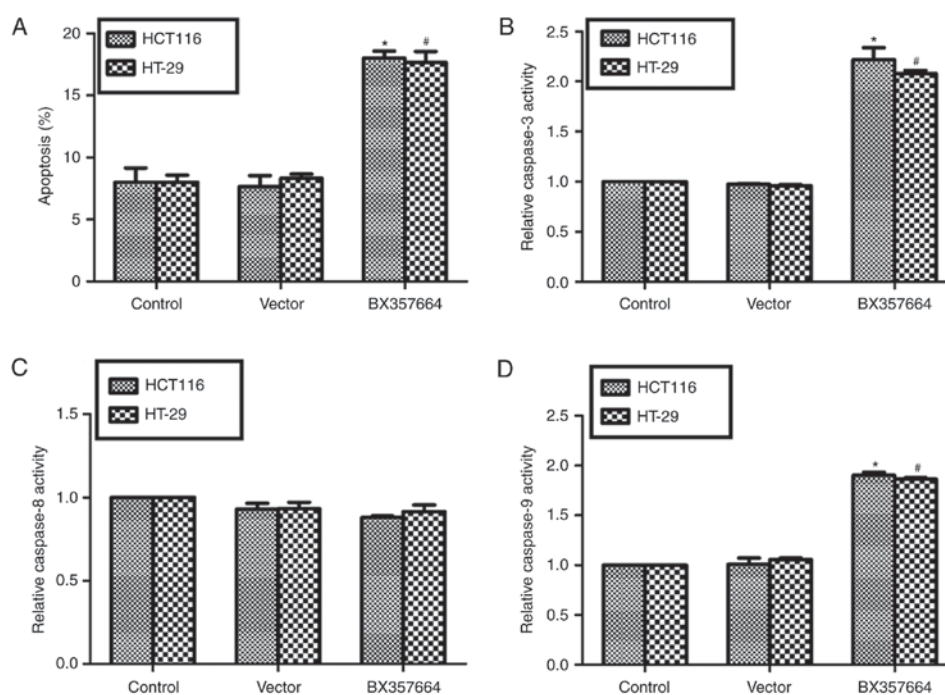 A
HCT116
HT-29
Apoptosis (%)
20
15
10
5
0
* #
Control Vector BX357664
B
HCT116
HT-29
Relative caspase-3 activity
2.5
2.0
1.5
1.0
0.5
0.0
* #
Control Vector BX357664
C
HCT116
HT-29
Relative caspase-8 activity
1.5
1.0
0.5
0.0
Control Vector BX357664
D
HCT116
HT-29
Relative caspase-9 activity
2.5
2.0
1.5
1.0
0.5
0.0
* #
Control Vector BX357664